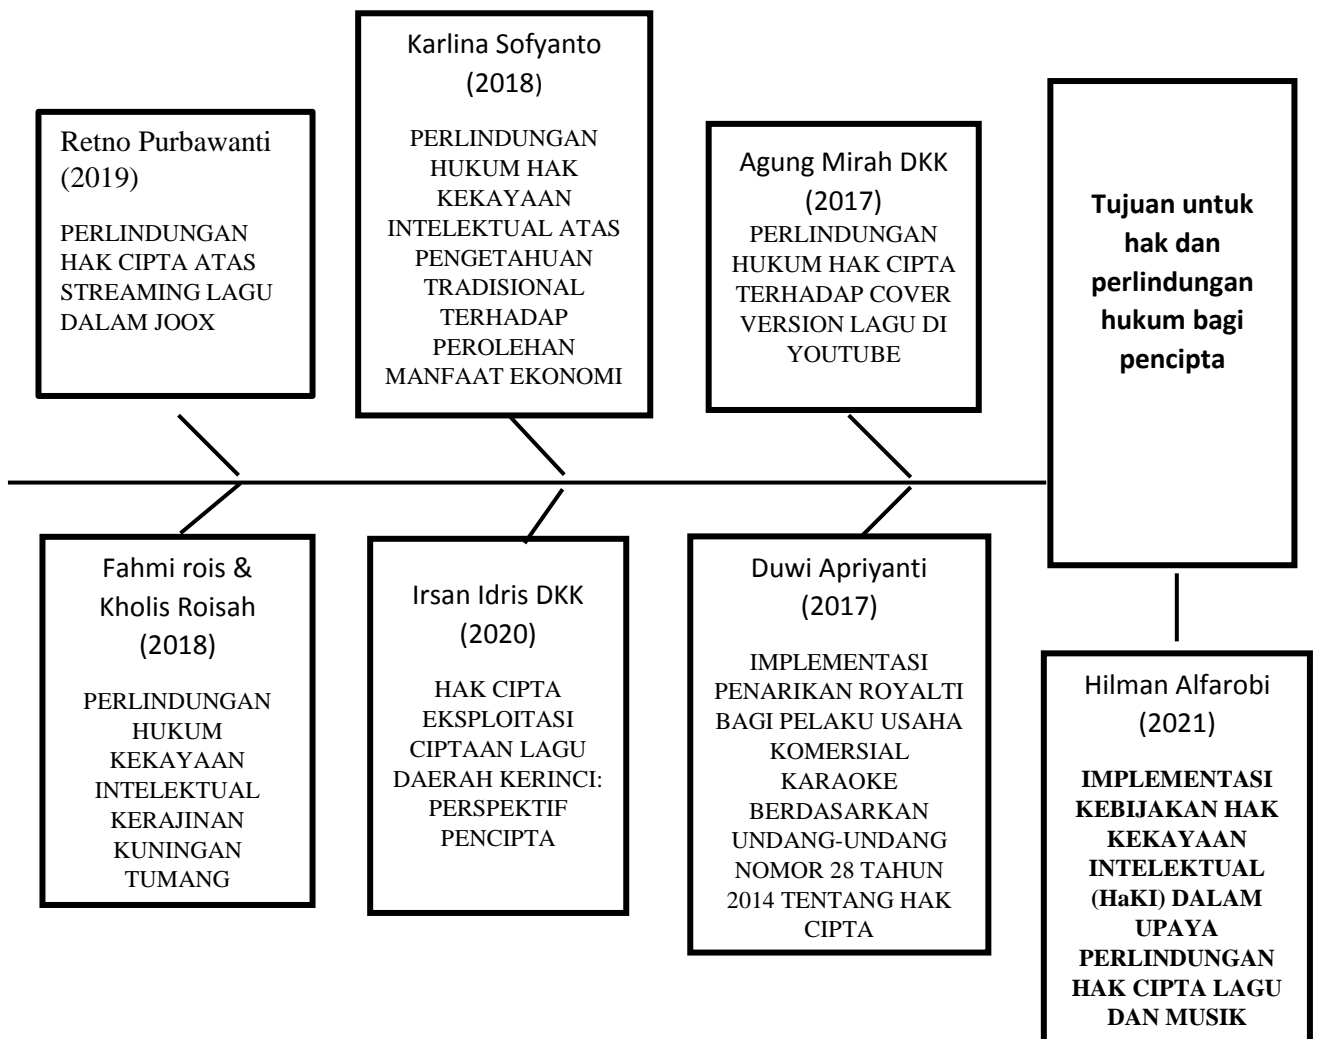 Retno Purbawanti
(2019)
PERLINDUNGAN
HAK CIPTA ATAS
STREAMING LAGU
DALAM JOOX
Karlina Sofyanto
(2018)
PERLINDUNGAN
HUKUM HAK
KEKAYAAN
INTELEKTUAL ATAS
PENGETAHUAN
TRADISIONAL
TERHADAP
PEROLEHAN
MANFAAT EKONOMI
Agung Mirah DKK
(2017)
PERLINDUNGAN
HUKUM HAK CIPTA
TERHADAP COVER
VERSION LAGU DI
YOUTUBE
Tujuan untuk
hak dan
perlindungan
hukum bagi
pencipta
Fahmi rois &
Kholis Roisah
(2018)
PERLINDUNGAN
HUKUM
KEKAYAAN
INTELEKTUAL
KERAJINAN
KUNINGAN
TUMANG
Irsan Idris DKK
(2020)
HAK CIPTA
EKSPLOITASI
CIPTAAN LAGU
DAERAH KERINCI:
PERSPEKTIF
PENCIPTA
Duwi Apriyanti
(2017)
IMPLEMENTASI
PENARIKAN ROYALTI
BAGI PELAKU USAHA
KOMERSIAL
KARAOKE
BERDASARKAN
UNDANG-UNDANG
NOMOR 28 TAHUN
2014 TENTANG HAK
CIPTA
Hilman Alfarobi
(2021)
IMPLEMENTASI
KEBIJAKAN HAK
KEKAYAAN
INTELEKTUAL
(HaKI) DALAM
UPAYA
PERLINDUNGAN
HAK CIPTA LAGU
DAN MUSIK